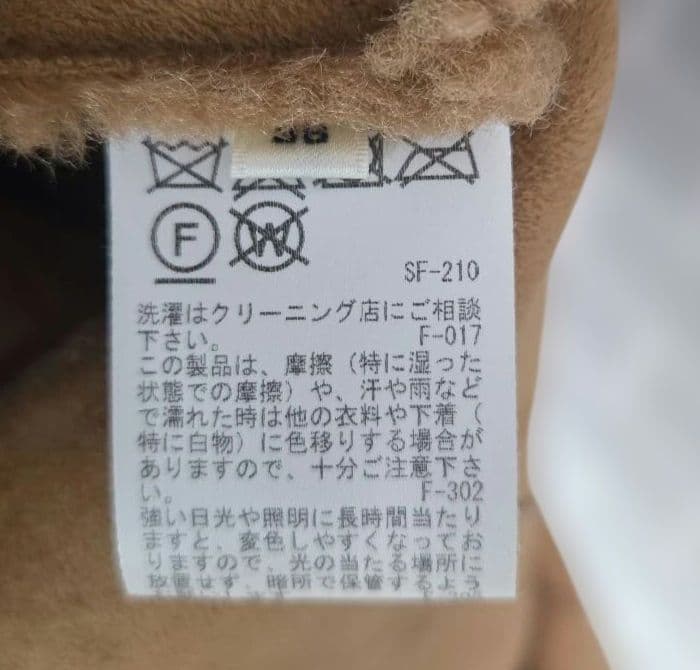 36
F
W
SF-210
洗濯はクリーニング店にご相談
下さい。 F-017
この製品は、摩擦（特に湿った
状態での摩擦）や、汗や雨など
で濡れた時は他の衣料や下着（
特に白物）に色移りする場合が
ありますので、十分ご注意下さ
い。 F-302
強い日光や照明に長時間当たり
ますと、変色しやすくなってお
りますので、光の当たる場所に
放置せず、暗所で保管するよう